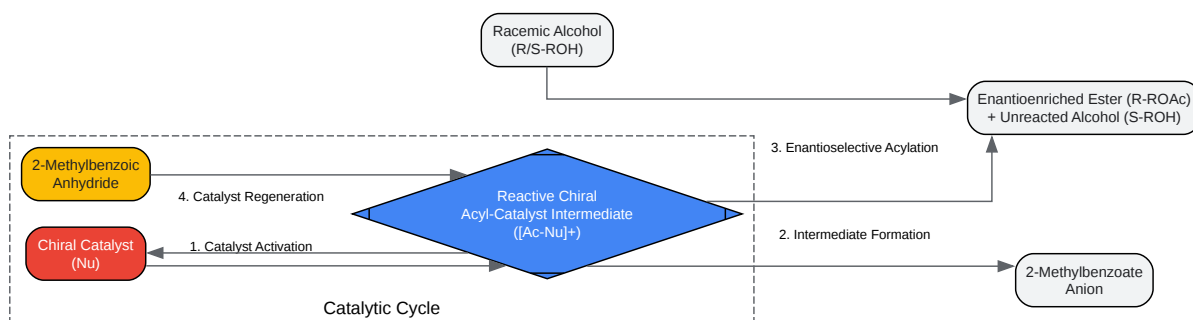 Racemic Alcohol
(R/S-ROH)
Enantioenriched Ester (R-ROAc)
+ Unreacted Alcohol (S-ROH)
3. Enantioselective Acylation
2-Methylbenzoic
Anhydride
4. Catalyst Regeneration
Reactive Chiral
Acyl-Catalyst Intermediate
([Ac-Nu]+)
Chiral Catalyst
(Nu)
1. Catalyst Activation
2. Intermediate Formation
2-Methylbenzoate
Anion
Catalytic Cycle